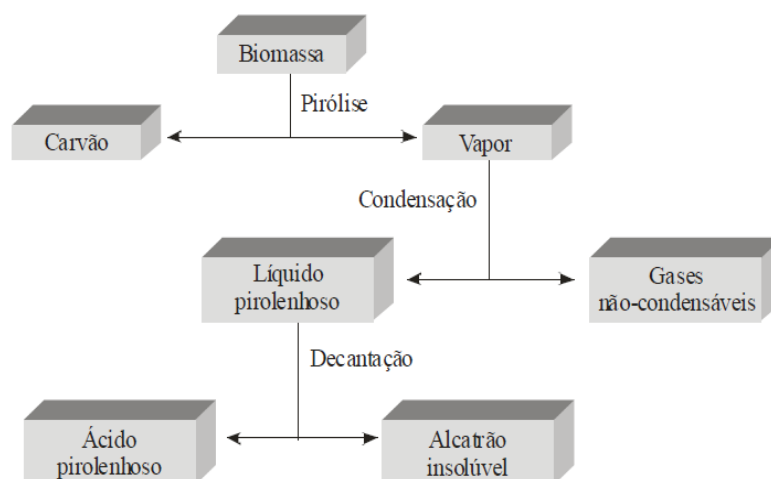 Biomassa
Pirólise
Carvão
Vapor
Condensação
Líquido
pirolenhoso
Gases
não-condensáveis
Decantação
Ácido
pirolenhoso
Alcatrão
insolúvel